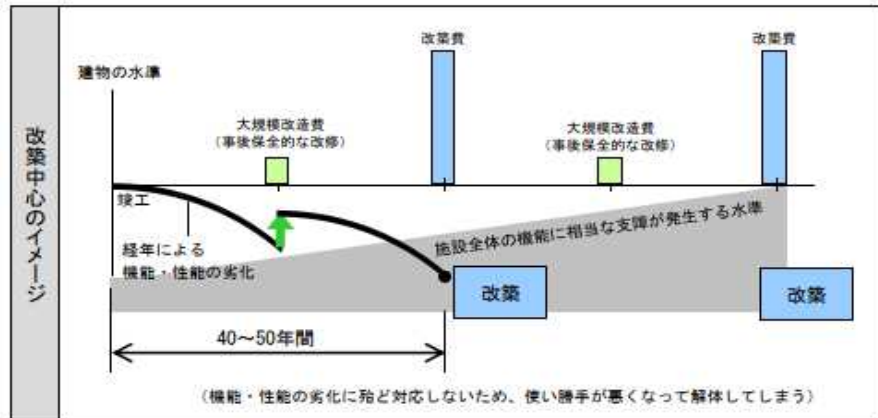 改築中心のイメージ
改築費
改築費
建物の水準
大規模改造費
（事後保全的な改修）
大規模改造費
（事後保全的な改修）
竣工
経年による
機能・性能の劣化
施設全体の機能に相当な支障が発生する水準
改築
改築
40～50年間
（機能・性能の劣化に殆ど対応しないため、使い勝手が悪くなって解体してしまう）